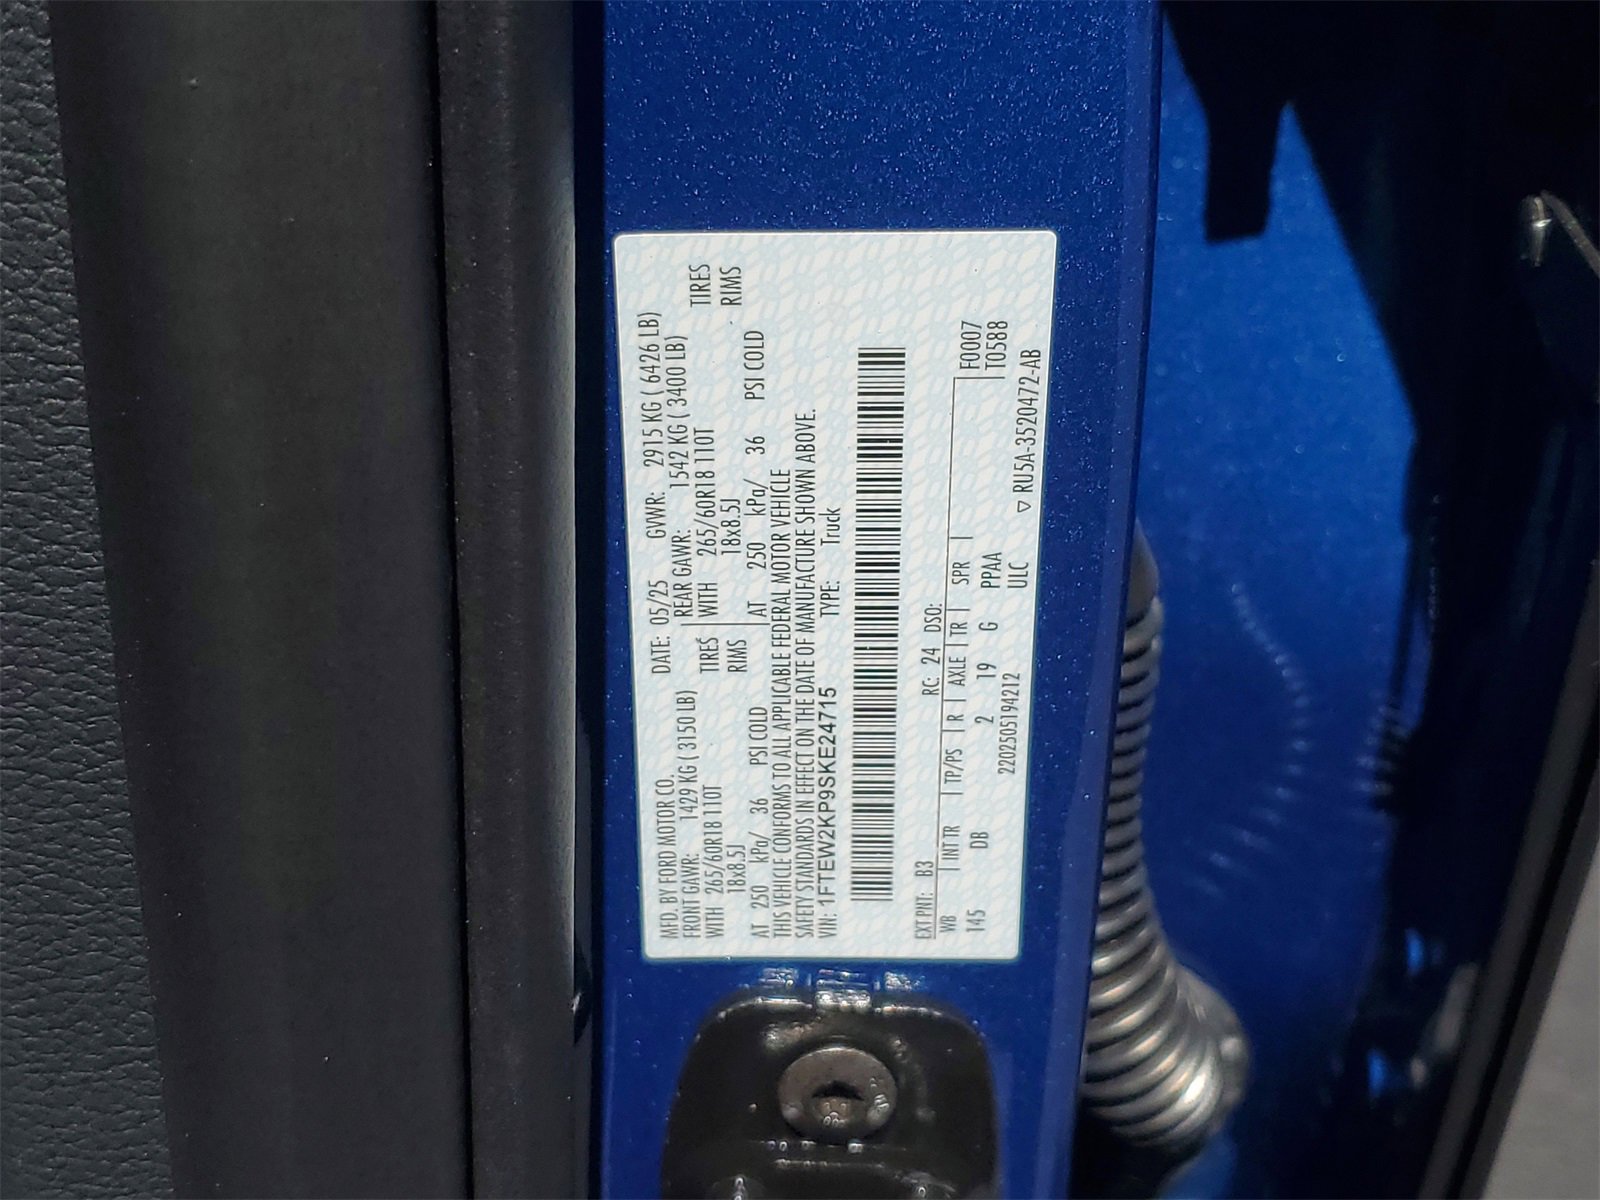 MFD. BY FORD MOTOR CO. DATE: 05/25 GVWR: 2915 KG ( 6426 LB)
FRONT GAWR: 1429 KG ( 3150 LB) REAR GAWR: 1542 KG ( 3400 LB)
WITH 265/60R18 110T TIRES WITH 265/60R18 110T TIRES
18x8.5J RIMS 18x8.5J RIMS
AT 250 kPa/ 36 PSI COLD AT 250 kPa/ 36 PSI COLD
THIS VEHICLE CONFORMS TO ALL APPLICABLE FEDERAL MOTOR VEHICLE
SAFETY STANDARDS IN EFFECT ON THE DATE OF MANUFACTURE SHOWN ABOVE.
VIN: 1FTEW2KP9SKE24715 TYPE: Truck
EXT PNT: B3 RC: 24 DSO:
WB INT TR TP/PS R AXLE TR SPR F0007
145 DB 2 19 G PPAA T0588
2202505194212 ULC
▽ RU5A-3520472-AB